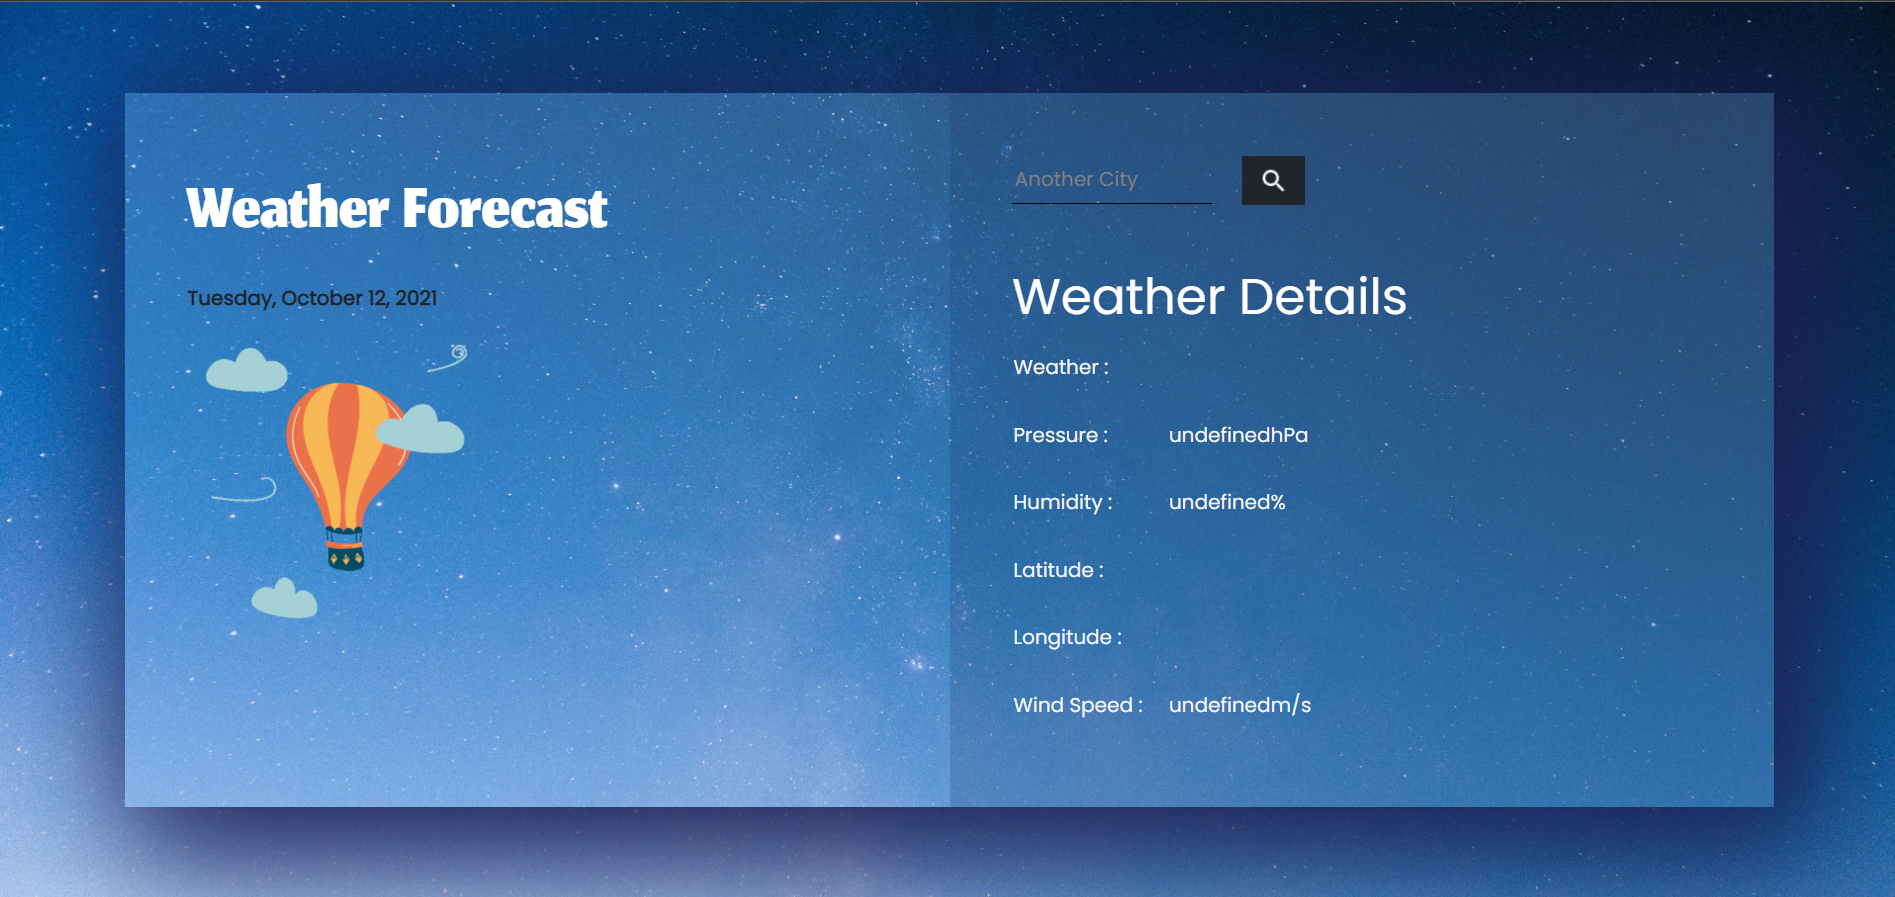 Weather Forecast
Tuesday, October 12, 2021
Another City
Weather Details
Weather :
Pressure : undefinedhPa
Humidity : undefined%
Latitude :
Longitude :
Wind Speed : undefinedm/s